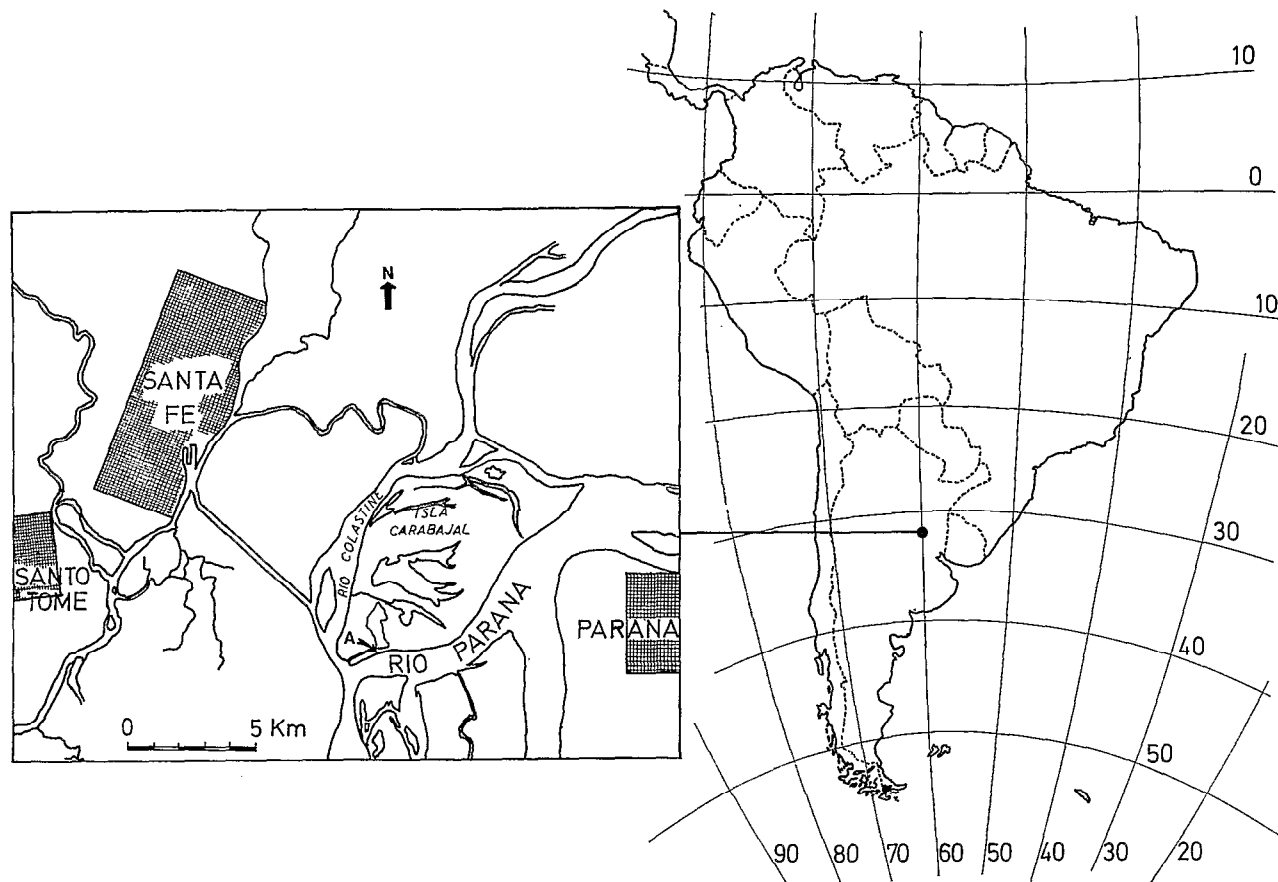 N
SANTA
FE
SANTO
TOME
RIO COLASTINE
ISLA
CARABAJAL
A
RIO PARANA
PARANA
0 5 Km
10
0
10
20
30
40
50
90 80 70 60 50 40 30 20